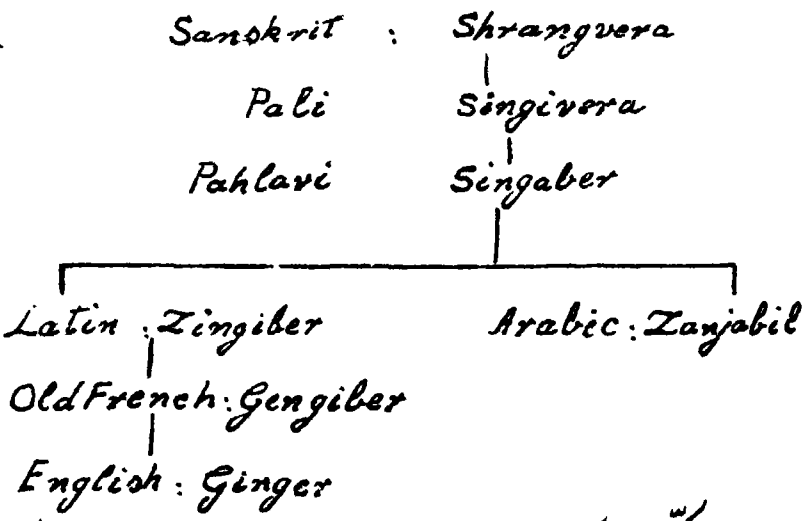 Sanskrit : Shrangvera
Pali Singivera
Pahlavi Singaber
Latin : Zingiber Arabic : Zanjabil
Old French : Gengiber
English : Ginger